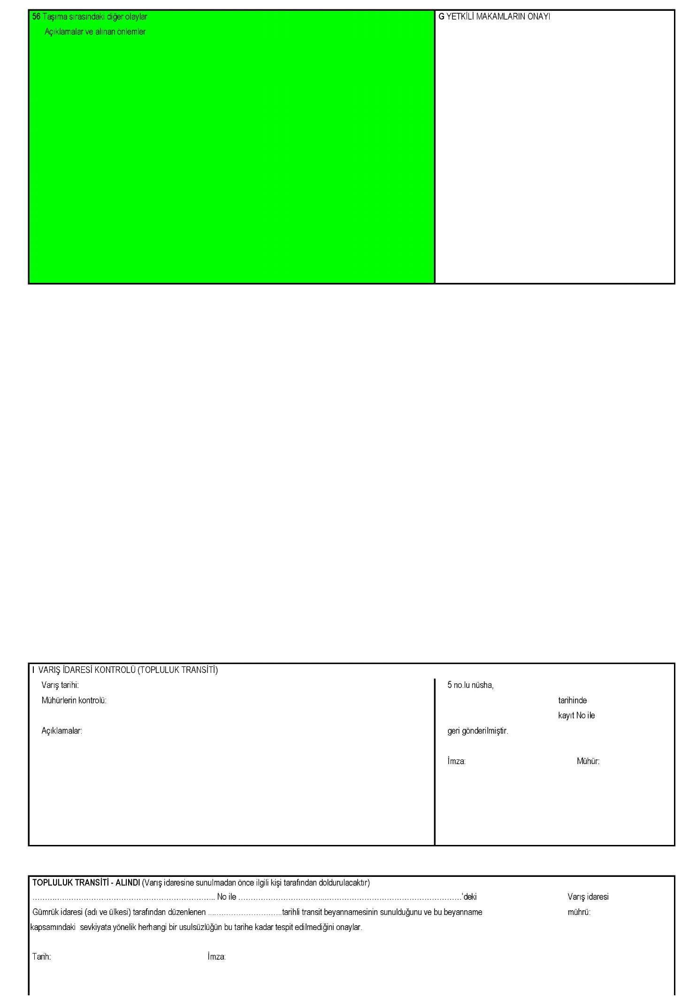 56 Taşıma sırasındaki diğer olaylar
Açıklamalar ve alınan önlemler
G YETKİLİ MAKAMLARIN ONAYI
I VARIŞ İDARESİ KONTROLÜ (TOPLULUK TRANSİTİ)
Varış tarihi:
Mühürlerin kontrolü:
Açıklamalar:
5 no.lu nüsha,
tarihinde
kayıt No ile
geri gönderilmiştir.
İmza: Mühür:
TOPLULUK TRANSİTİ - ALINDI (Varış idaresine sunulmadan önce ilgili kişi tarafından doldurulacaktır)
……………………………………………………………….. No ile ……………………………..………………………………………………’deki
Gümrük idaresi (adı ve ülkesi) tarafından düzenlenen ...……………………..tarihli transit beyannamesinin sunulduğunu ve bu beyanname
kapsamındaki sevkiyata yönelik herhangi bir usulsüzlüğün bu tarihe kadar tespit edilmediğini onaylar.
Varış idaresi
mührü:
Tarih: İmza: